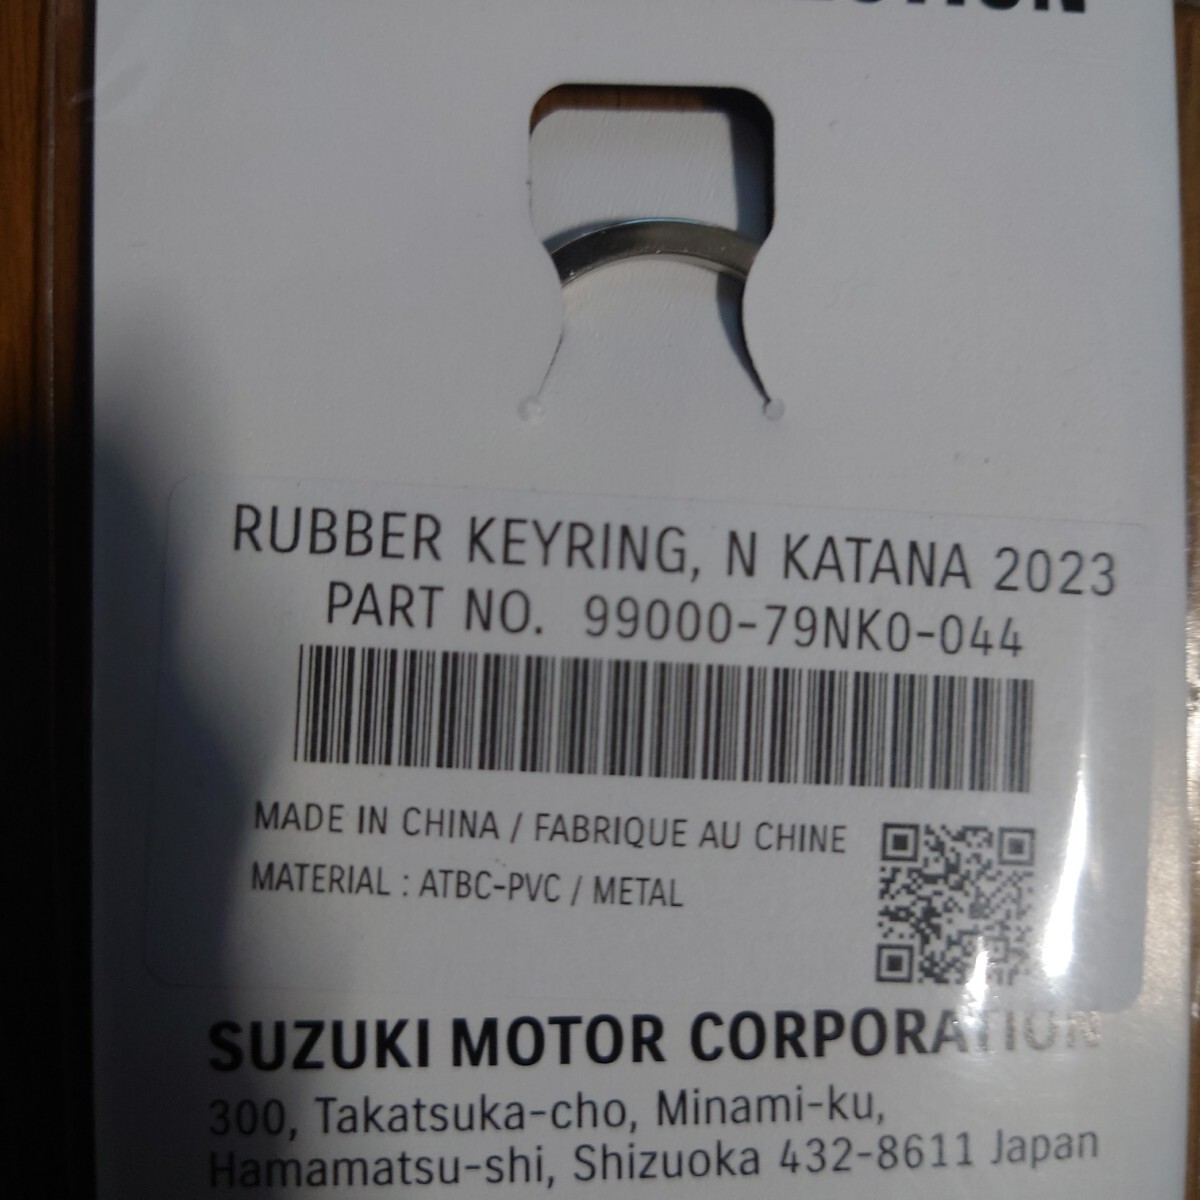 RUBBER KEYRING, N KATANA 2023
PART NO. 99000-79NK0-044
MADE IN CHINA / FABRIQUE AU CHINE
MATERIAL : ATBC-PVC / METAL
SUZUKI MOTOR CORPORATION
300, Takatsuka-cho, Minami-ku,
Hamamatsu-shi, Shizuoka 432-8611 Japan